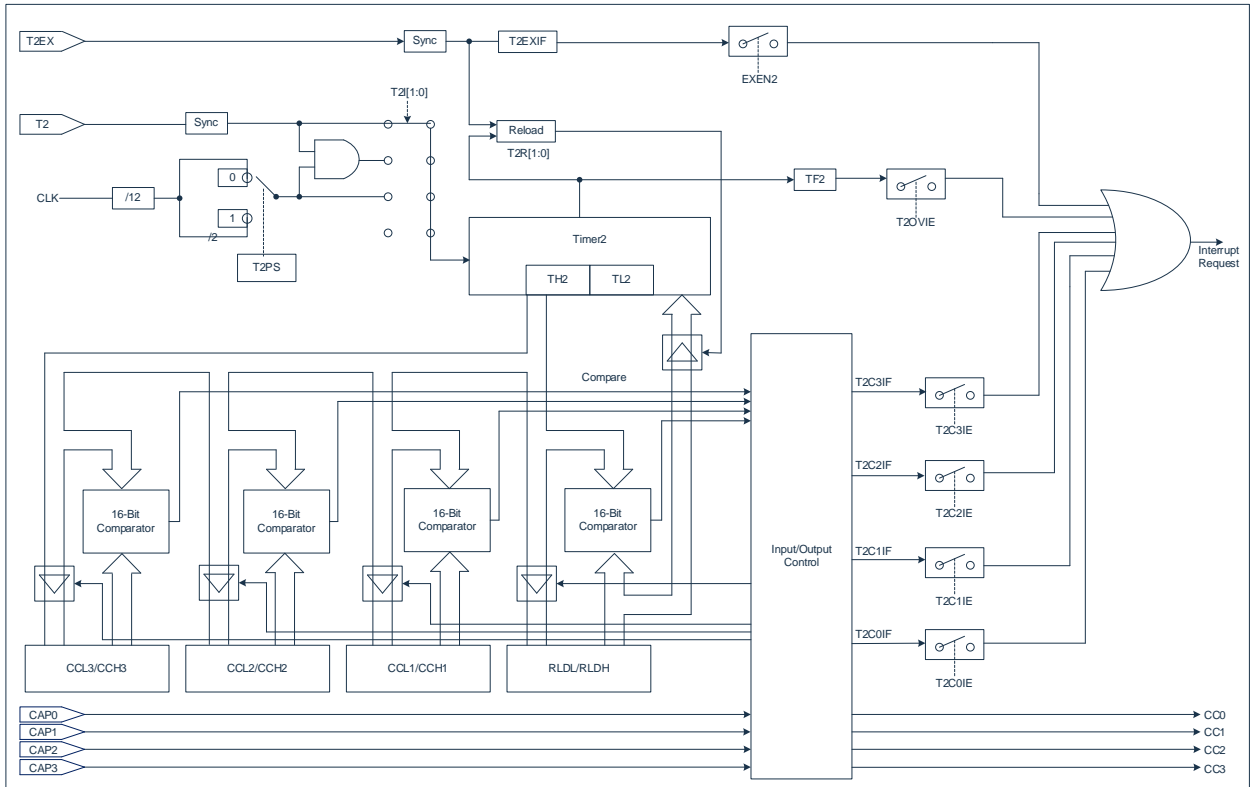 T2EX
Sync
T2EXIF
EXEN2
T2I[1:0]
T2
Sync
Reload
T2R[1:0]
CLK
/12
0
1
/2
T2PS
TF2
T2OVIE
Timer2
TH2
TL2
Interrupt
Request
Compare
16-Bit
Comparator
16-Bit
Comparator
16-Bit
Comparator
16-Bit
Comparator
Input/Output
Control
T2C3IF
T2C3IE
T2C2IF
T2C2IE
T2C1IF
T2C1IE
T2C0IF
T2C0IE
CCL3/CCH3
CCL2/CCH2
CCL1/CCH1
RLDL/RLDH
CAP0
CAP1
CAP2
CAP3
CC0
CC1
CC2
CC3